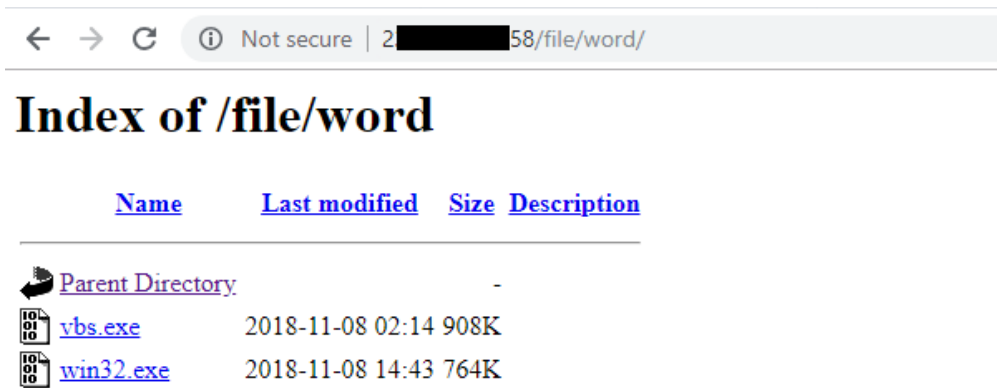 Not secure | 2 58/file/word/
Index of /file/word
Name Last modified Size Description
Parent Directory -
vbs.exe 2018-11-08 02:14 908K
win32.exe 2018-11-08 14:43 764K